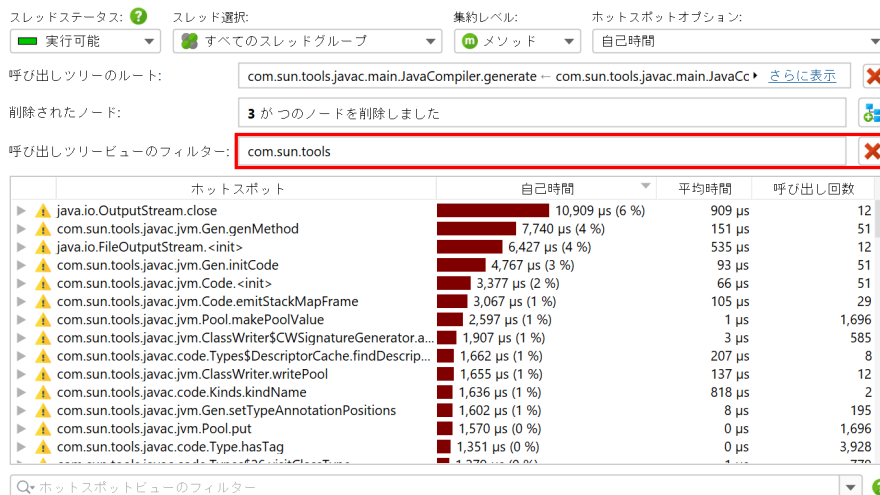 スレッドステータス: スレッド選択: 集約レベル: ホットスポットオプション:
実行可能 すべてのスレッドグループ メソッド 自己時間
呼び出しツリーのルート: com.sun.tools.javac.main.JavaCompiler.generate ← com.sun.tools.javac.main.JavaCc さらに表示
削除されたノード: 3 が つのノードを削除しました
呼び出しツリービューのフィルター: com.sun.tools
ホットスポット 自己時間 平均時間 呼び出し回数
java.io.OutputStream.close 10,909 µs (6 %) 909 µs 12
com.sun.tools.javac.jvm.Gen.genMethod 7,740 µs (4 %) 151 µs 51
java.io.FileOutputStream.<init> 6,427 µs (4 %) 535 µs 12
com.sun.tools.javac.jvm.Gen.initCode 4,767 µs (3 %) 93 µs 51
com.sun.tools.javac.jvm.Code.<init> 3,377 µs (2 %) 66 µs 51
com.sun.tools.javac.jvm.Code.emitStackMapFrame 3,067 µs (1 %) 105 µs 29
com.sun.tools.javac.jvm.Pool.makePoolValue 2,597 µs (1 %) 1 µs 1,696
com.sun.tools.javac.jvm.ClassWriter$CWSignatureGenerator.a... 1,907 µs (1 %) 3 µs 585
com.sun.tools.javac.code.Types$DescriptorCache.findDescrip... 1,662 µs (1 %) 207 µs 8
com.sun.tools.javac.jvm.ClassWriter.writePool 1,655 µs (1 %) 137 µs 12
com.sun.tools.javac.code.Kinds.kindName 1,636 µs (1 %) 818 µs 2
com.sun.tools.javac.jvm.Gen.setTypeAnnotationPositions 1,602 µs (1 %) 8 µs 195
com.sun.tools.javac.jvm.Pool.put 1,570 µs (0 %) 0 µs 1,696
com.sun.tools.javac.code.Type.hasTag 1,351 µs (0 %) 0 µs 3,928
ホットスポットビューのフィルター